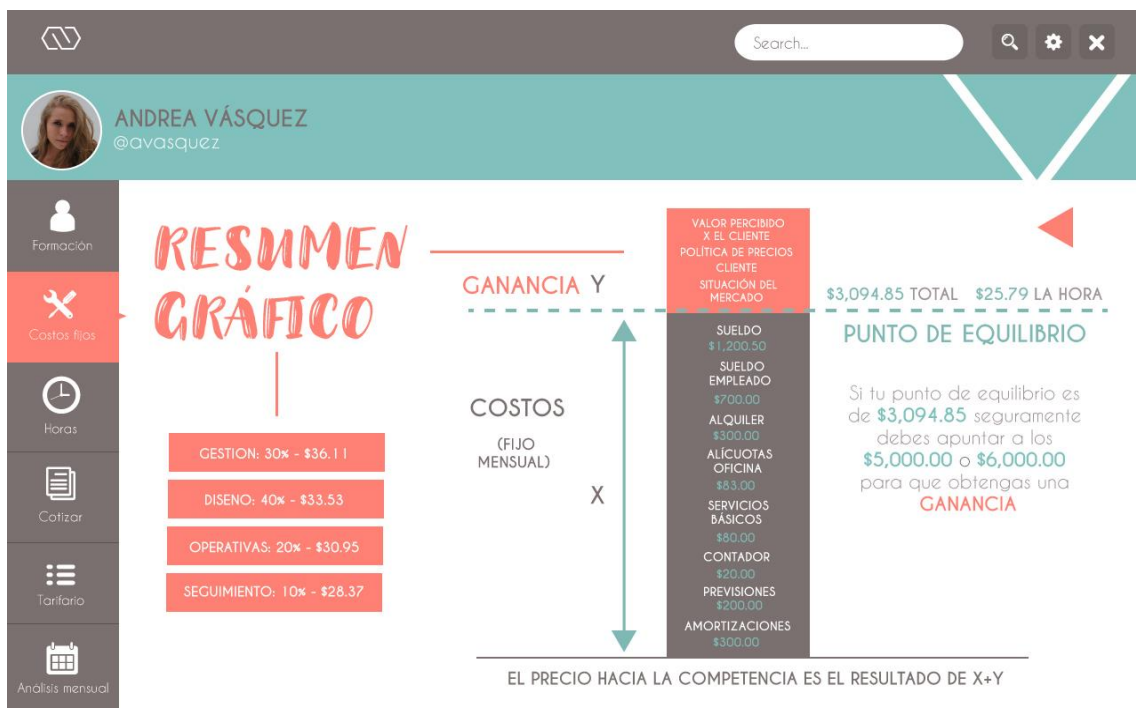 Search...
ANDREA VÁSQUEZ
@avasquez
Formación
Costos fijos
Horas
Cotizar
Tarifario
Análisis mensual
RESUMEN
GRÁFICO
GESTION: 30% - $36.11
DISENO: 40% - $33.53
OPERATIVAS: 20% - $30.95
SEGUIMIENTO: 10% - $28.37
GANANCIA Y
COSTOS
(FIJO
MENSUAL)
X
VALOR PERCIBIDO
X EL CLIENTE
POLÍTICA DE PRECIOS
CLIENTE
SITUACIÓN DEL
MERCADO
SUELDO
$1,200.50
SUELDO
EMPLEADO
$700.00
ALQUILER
$300.00
ALÍCUOTAS
OFICINA
$83.00
SERVICIOS
BÁSICOS
$80.00
CONTADOR
$20.00
PREVISIONES
$200.00
AMORTIZACIONES
$300.00
$3,094.85 TOTAL $25.79 LA HORA
PUNTO DE EQUILIBRIO
Si tu punto de equilibrio es
de $3,094.85 seguramente
debes apuntar a los
$5,000.00 o $6,000.00
para que obtengas una
GANANCIA
EL PRECIO HACIA LA COMPETENCIA ES EL RESULTADO DE X+Y